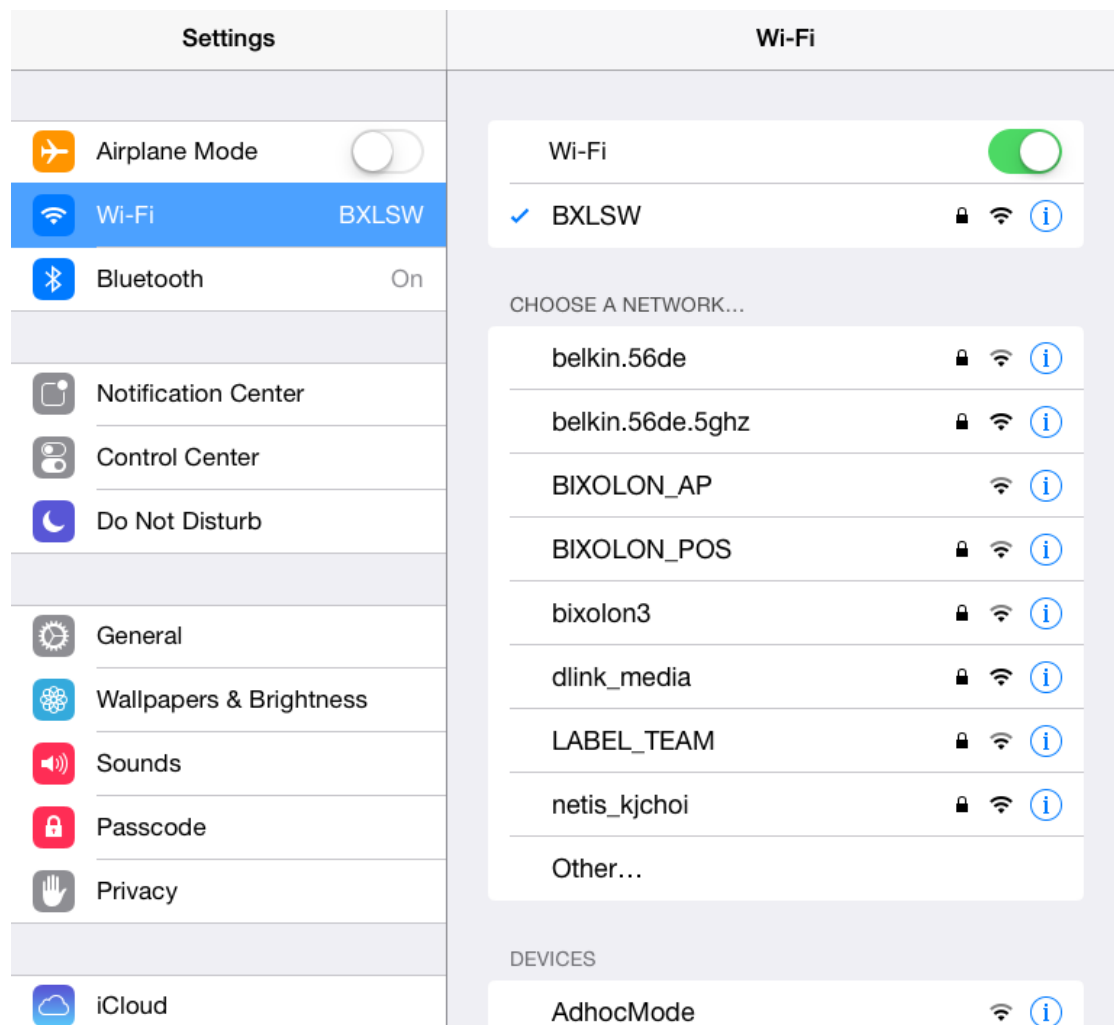 Settings
Airplane Mode
Wi-Fi BXLSW
Bluetooth On
Notification Center
Control Center
Do Not Disturb
General
Wallpapers & Brightness
Sounds
Passcode
Privacy
iCloud
Wi-Fi
Wi-Fi
BXLSW
CHOOSE A NETWORK...
belkin.56de
belkin.56de.5ghz
BIXOLON_AP
BIXOLON_POS
bixolon3
dlink_media
LABEL_TEAM
netis_kjchoi
Other...
DEVICES
AdhocMode